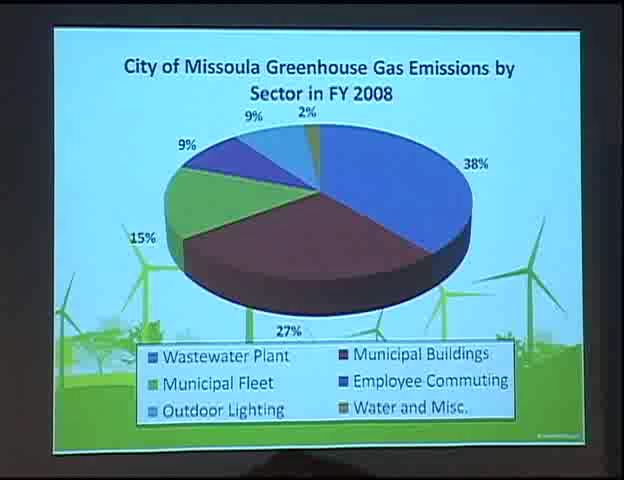 City of Missoula Greenhouse Gas Emissions by
Sector in FY 2008
9%
2%
9%
38%
15%
27%
Wastewater Plant
Municipal Buildings
Municipal Fleet
Employee Commuting
Outdoor Lighting
Water and Misc.